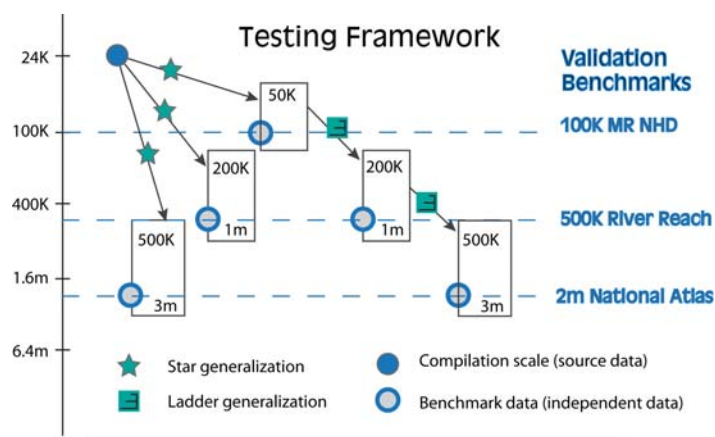 Testing Framework
Validation
Benchmarks
24K
50K
100K
100K MR NHD
200K
200K
400K
1m
1m
500K River Reach
500K
500K
1.6m
3m
3m
2m National Atlas
6.4m
Star generalization
Compilation scale (source data)
Ladder generalization
Benchmark data (independent data)